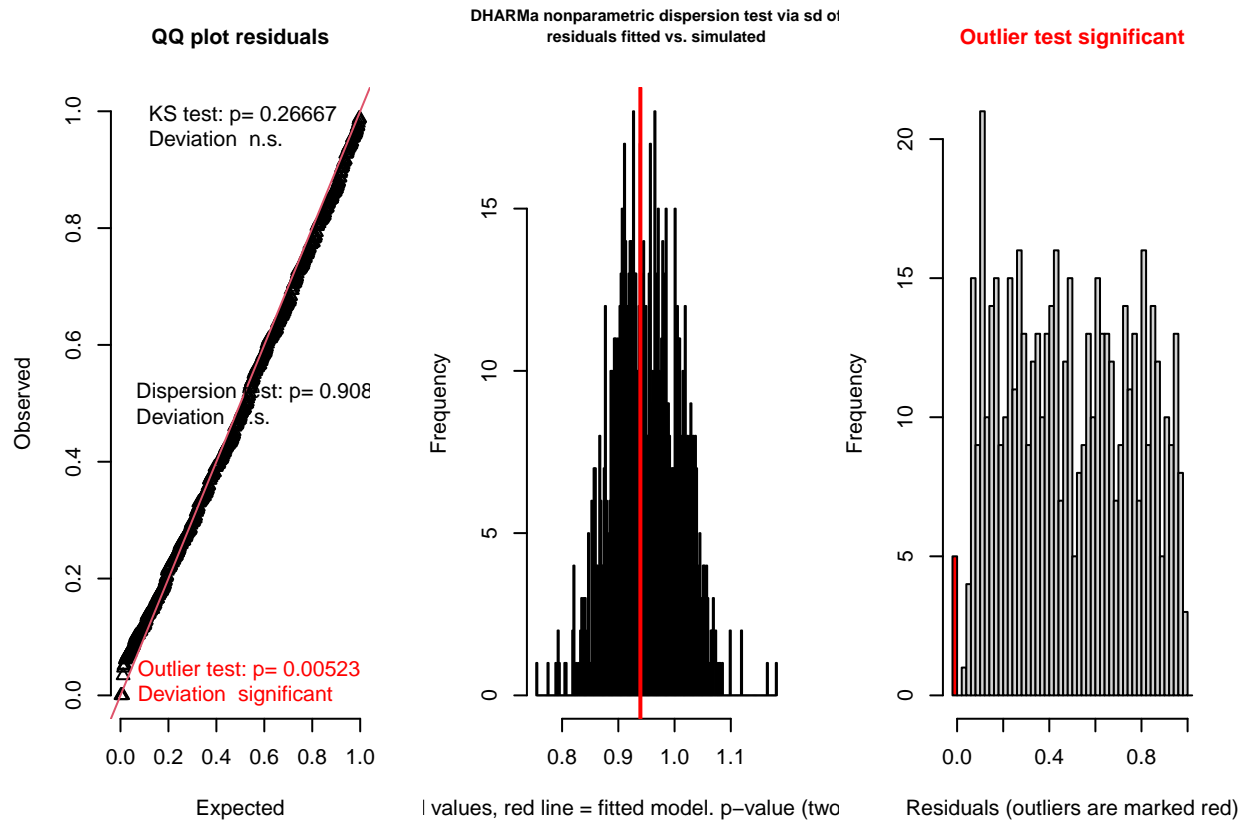 QQ plot residuals
KS test: p= 0.26667
Deviation n.s.
Dispersion test: p= 0.908
Deviation n.s.
Outlier test: p= 0.00523
Deviation significant
Observed
0.0 0.2 0.4 0.6 0.8 1.0
0.0 0.2 0.4 0.6 0.8 1.0
Expected
DHARMa nonparametric dispersion test via sd of
residuals fitted vs. simulated
Frequency
0 5 10 15
0.8 0.9 1.0 1.1
l values, red line = fitted model. p−value (two
Outlier test significant
Frequency
0 5 10 15 20
0.0 0.4 0.8
Residuals (outliers are marked red)